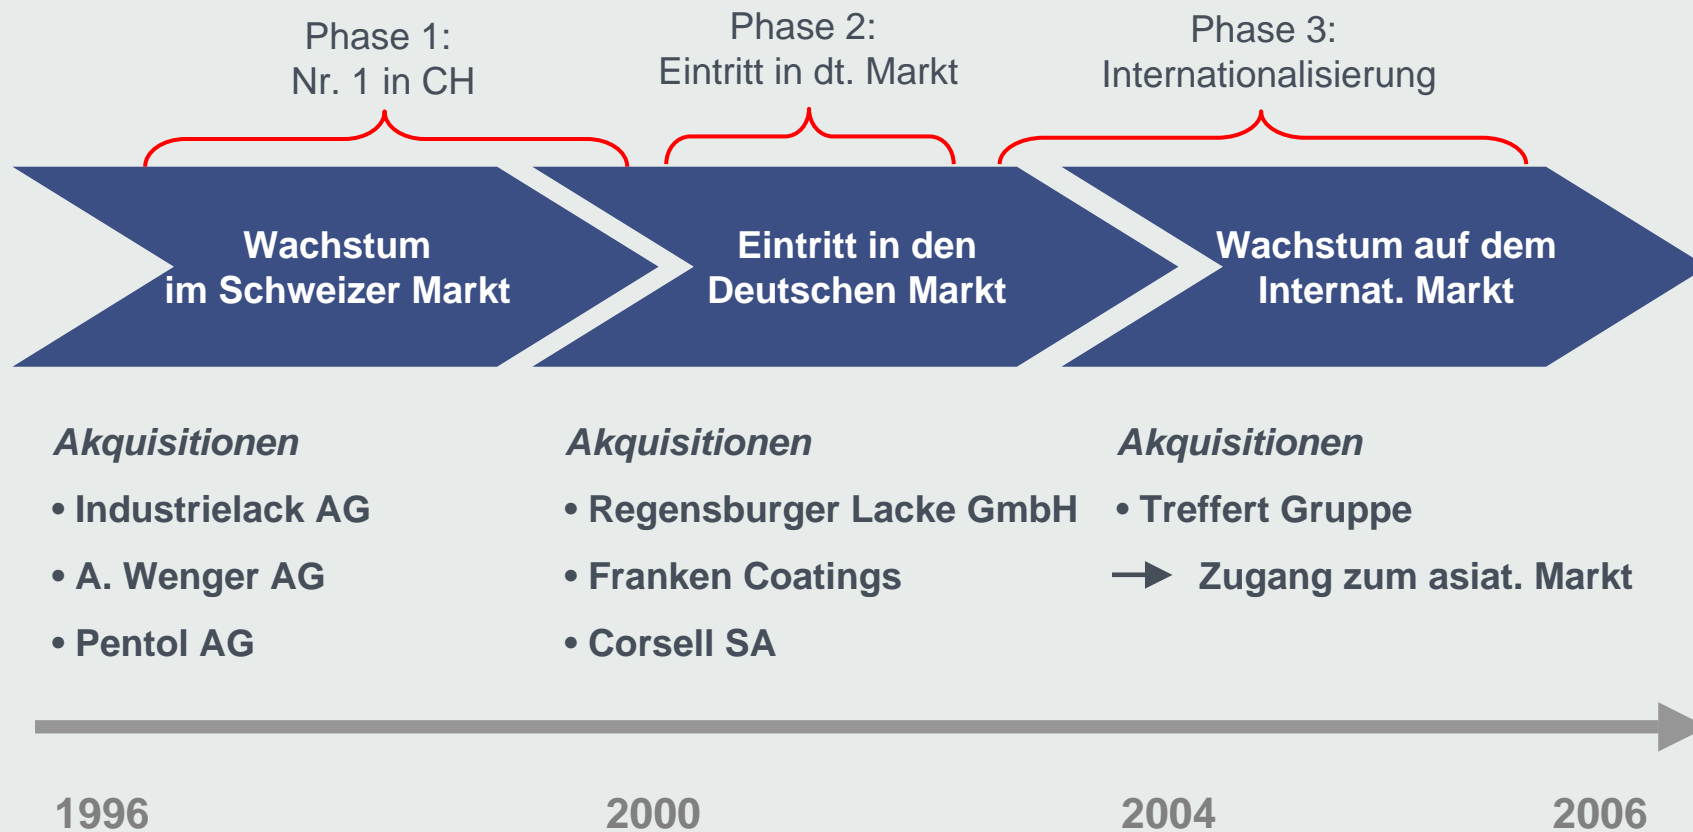 Phase 1:
Nr. 1 in CH
Phase 2:
Eintritt in dt. Markt
Phase 3:
Internationalisierung
Wachstum
im Schweizer Markt
Eintritt in den
Deutschen Markt
Wachstum auf dem
Internat. Markt
Akquisitionen
• Industrielack AG
• A. Wenger AG
• Pentol AG
Akquisitionen
• Regensburger Lacke GmbH
• Franken Coatings
• Corsell SA
Akquisitionen
• Treffert Gruppe
Zugang zum asiat. Markt
1996
2000
2004
2006